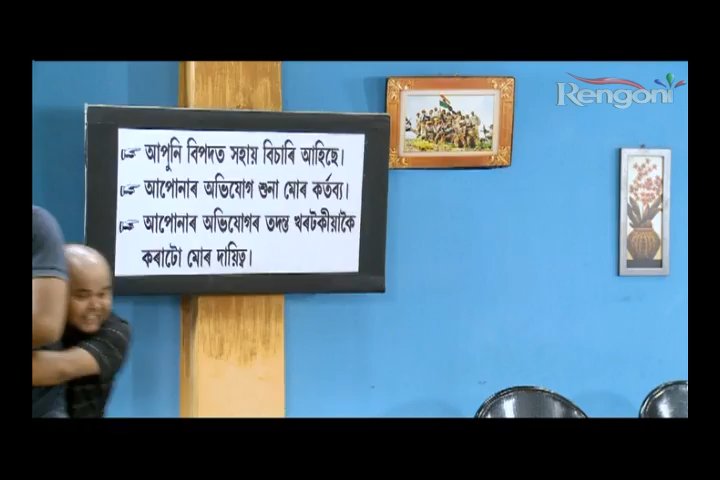 Rengoni
☞ আপুনি বিপদত সহায় বিচাৰি আহিছে।
☞ আপোনাৰ অভিযোগ শুনা মোৰ কৰ্তব্য।
☞ আপোনাৰ অভিযোগৰ তদন্ত খৰটকীয়াকৈ
কৰাটো মোৰ দায়িত্ব।